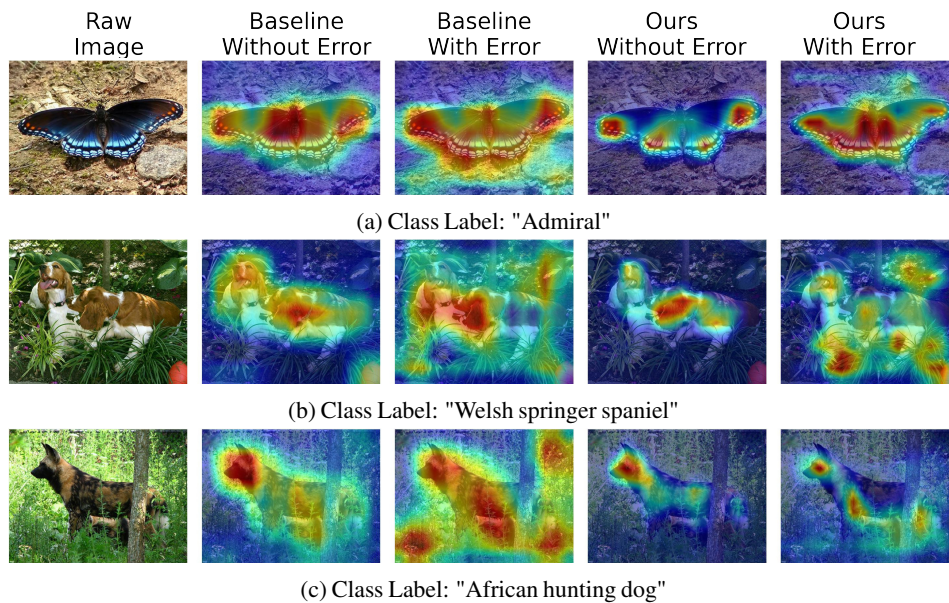 Raw Image
Baseline Without Error
Baseline With Error
Ours Without Error
Ours With Error
(a) Class Label: "Admiral"
(b) Class Label: "Welsh springer spaniel"
(c) Class Label: "African hunting dog"